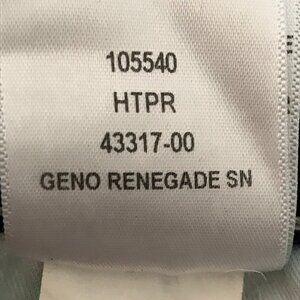 105540
HTPR
43317-00
GENO RENEGADE SN